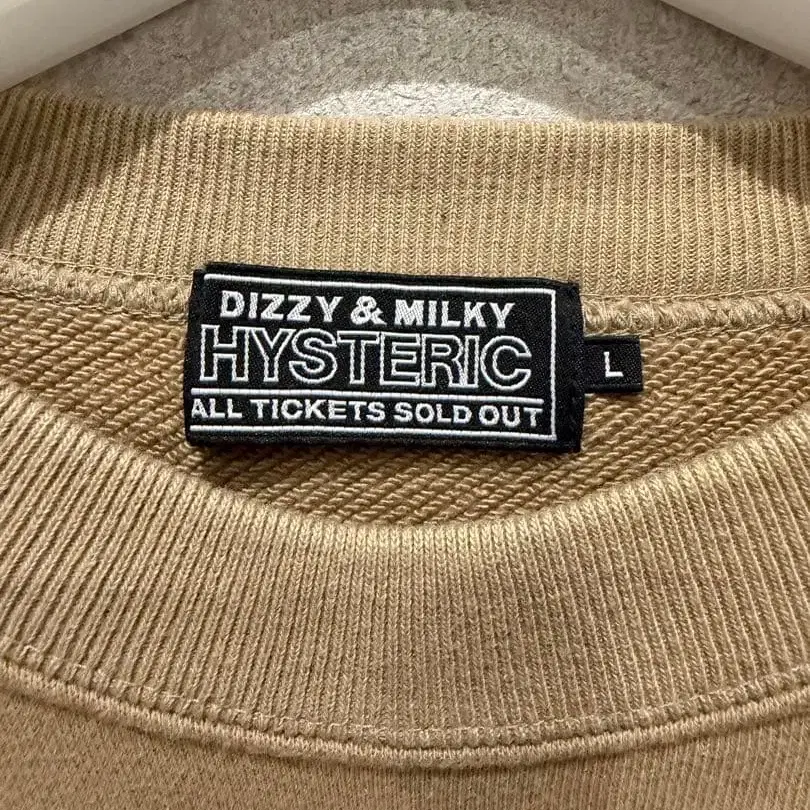 DIZZY & MILKY
HYSTERIC
ALL TICKETS SOLD OUT
L